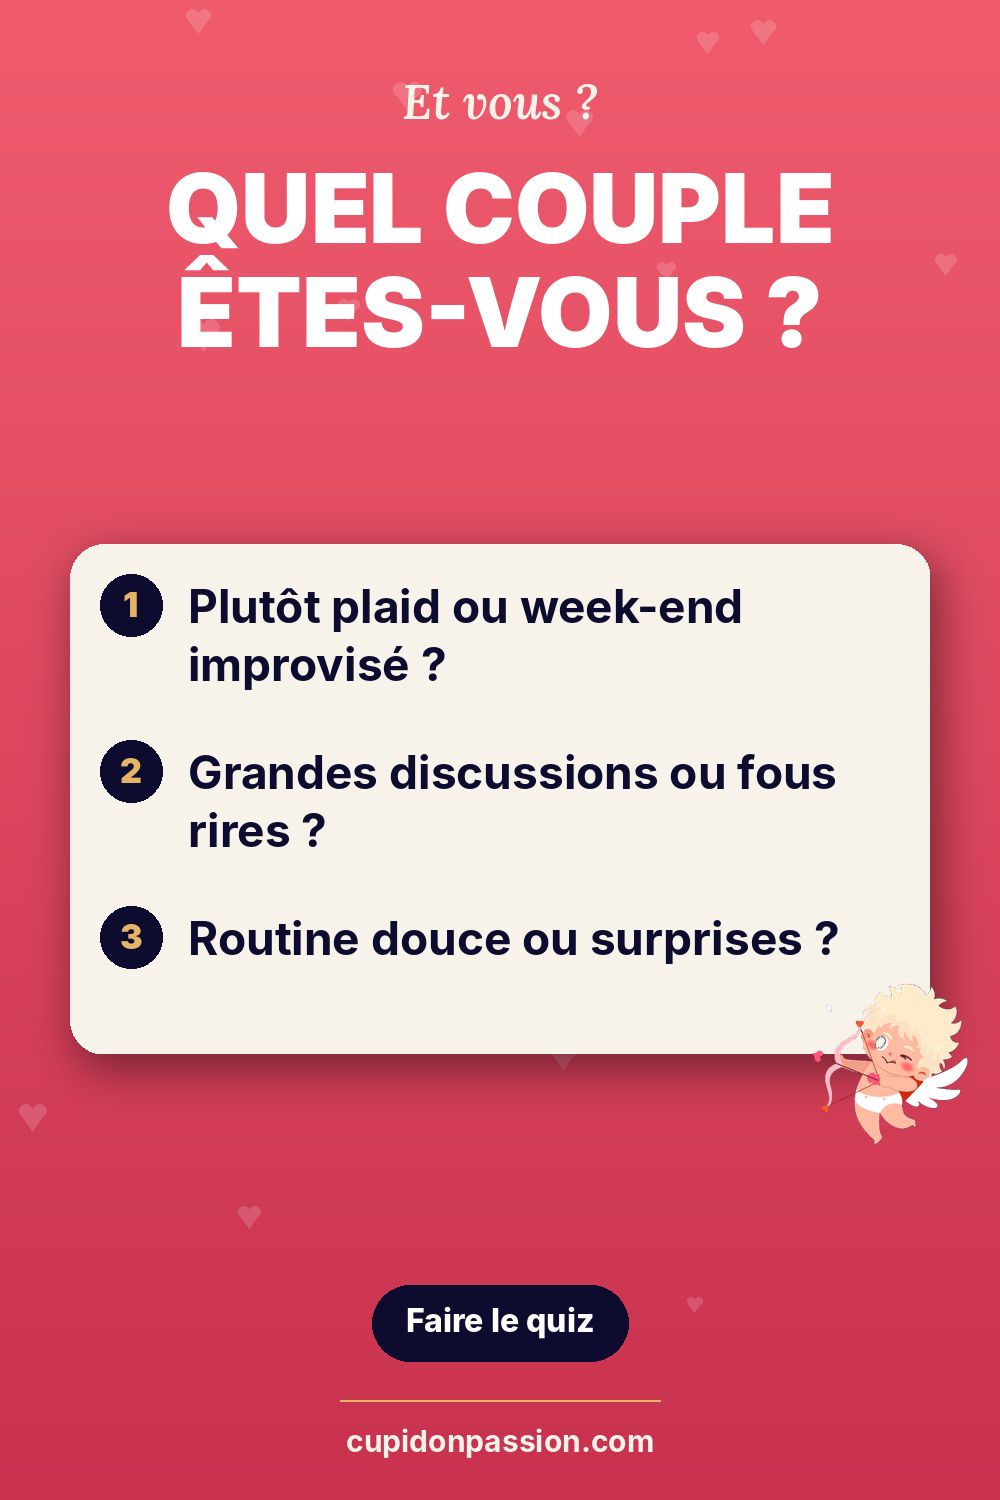 Et vous ?
QUEL COUPLE
ÊTES-VOUS ?
1 Plutôt plaid ou week-end
improvisé ?
2 Grandes discussions ou fous
rires ?
3 Routine douce ou surprises ?
Faire le quiz
cupidonpassion.com